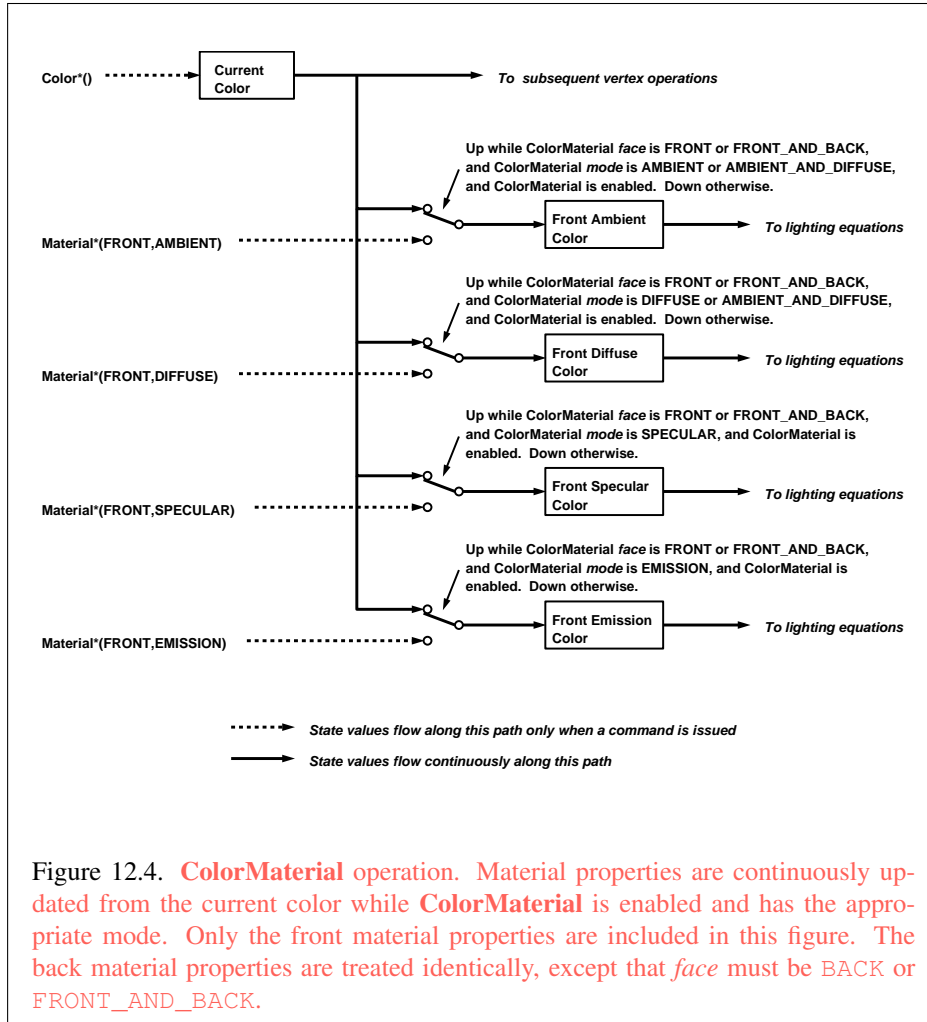 Color*()
Current
Color
To subsequent vertex operations
Up while ColorMaterial face is FRONT or FRONT_AND_BACK,
and ColorMaterial mode is AMBIENT or AMBIENT_AND_DIFFUSE,
and ColorMaterial is enabled. Down otherwise.
Front Ambient
Color
To lighting equations
Material*(FRONT,AMBIENT)
Up while ColorMaterial face is FRONT or FRONT_AND_BACK,
and ColorMaterial mode is DIFFUSE or AMBIENT_AND_DIFFUSE,
and ColorMaterial is enabled. Down otherwise.
Front Diffuse
Color
To lighting equations
Material*(FRONT,DIFFUSE)
Up while ColorMaterial face is FRONT or FRONT_AND_BACK,
and ColorMaterial mode is SPECULAR, and ColorMaterial is
enabled. Down otherwise.
Front Specular
Color
To lighting equations
Material*(FRONT,SPECULAR)
Up while ColorMaterial face is FRONT or FRONT_AND_BACK,
and ColorMaterial mode is EMISSION, and ColorMaterial is
enabled. Down otherwise.
Front Emission
Color
To lighting equations
Material*(FRONT,EMISSION)
State values flow along this path only when a command is issued
State values flow continuously along this path
Figure 12.4. ColorMaterial operation. Material properties are continuously up-
dated from the current color while ColorMaterial is enabled and has the appro-
priate mode. Only the front material properties are included in this figure. The
back material properties are treated identically, except that face must be BACK or
FRONT_AND_BACK.